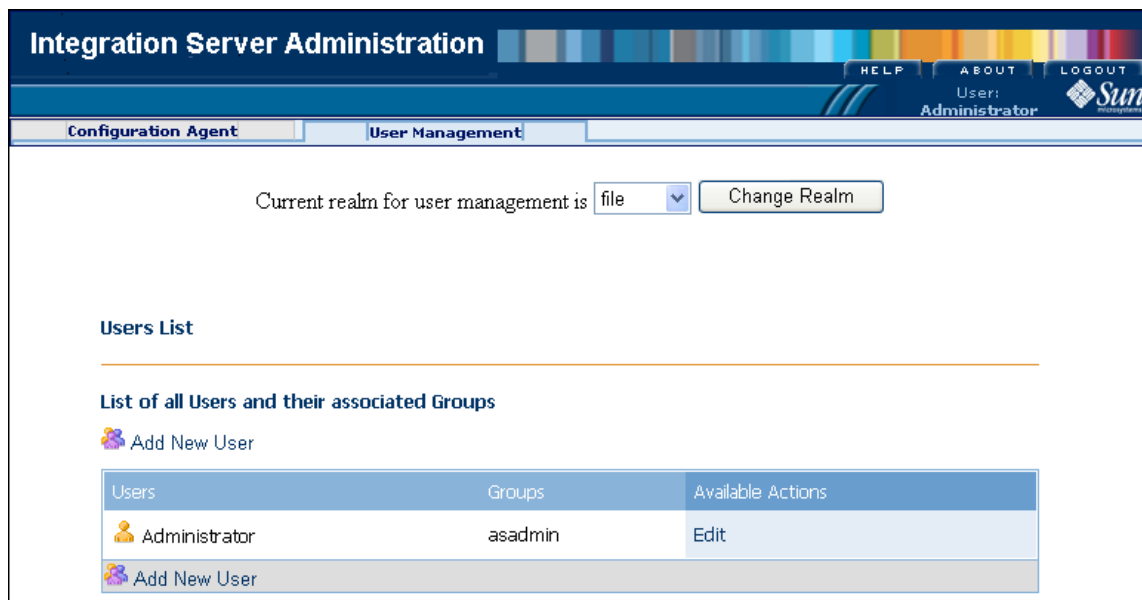 Integration Server Administration
HELP ABOUT LOGOUT
User:
Administrator
Sun
microsystems
Configuration Agent User Management
Current realm for user management is file Change Realm
Users List
List of all Users and their associated Groups
Add New User
Users Groups Available Actions
Administrator asadmin Edit
Add New User